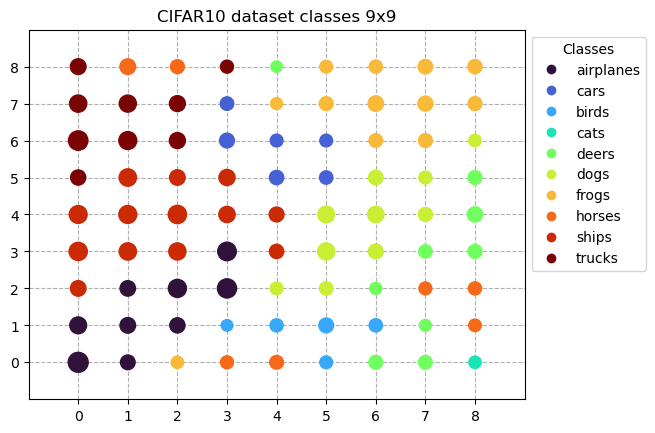 CIFAR10 dataset classes 9x9
8
7
6
5
4
3
2
1
0
0 1 2 3 4 5 6 7 8
Classes
airplanes
cars
birds
cats
deers
dogs
frogs
horses
ships
trucks